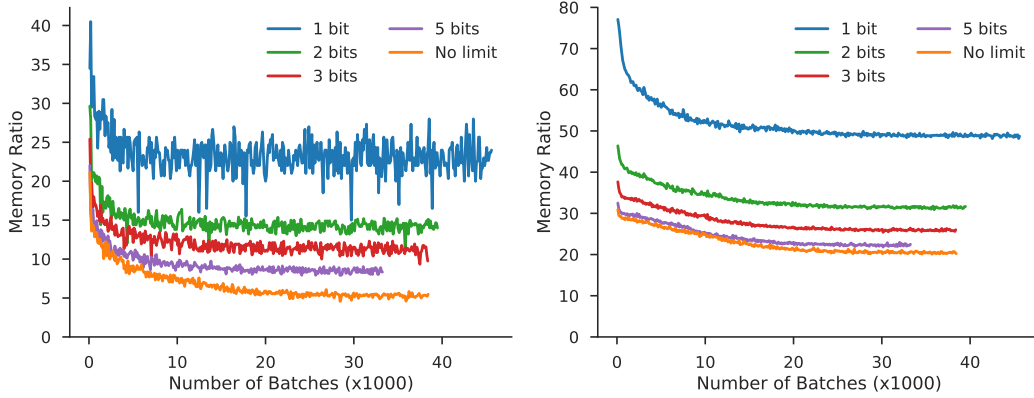 Memory Ratio
40
35
30
25
20
15
10
5
0
1 bit
2 bits
3 bits
5 bits
No limit
0 10 20 30 40
Number of Batches (x1000)
Memory Ratio
80
70
60
50
40
30
20
10
0
1 bit
2 bits
3 bits
5 bits
No limit
0 10 20 30 40
Number of Batches (x1000)